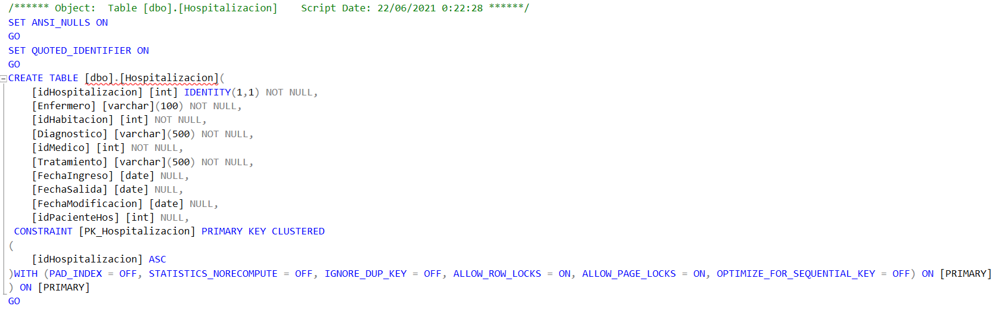 /****** Object:  Table [dbo].[Hospitalizacion]    Script Date: 22/06/2021 0:22:28 ******/
SET ANSI_NULLS ON
GO
SET QUOTED_IDENTIFIER ON
GO
CREATE TABLE [dbo].[Hospitalizacion](
    [idHospitalizacion] [int] IDENTITY(1,1) NOT NULL,
    [Enfermero] [varchar](100) NOT NULL,
    [idHabitacion] [int] NOT NULL,
    [Diagnostico] [varchar](500) NOT NULL,
    [idMedico] [int] NOT NULL,
    [Tratamiento] [varchar](500) NOT NULL,
    [FechaIngreso] [date] NULL,
    [FechaSalida] [date] NULL,
    [FechaModificacion] [date] NULL,
    [idPacienteHos] [int] NULL,
 CONSTRAINT [PK_Hospitalizacion] PRIMARY KEY CLUSTERED
(
    [idHospitalizacion] ASC
)WITH (PAD_INDEX = OFF, STATISTICS_NORECOMPUTE = OFF, IGNORE_DUP_KEY = OFF, ALLOW_ROW_LOCKS = ON, ALLOW_PAGE_LOCKS = ON, OPTIMIZE_FOR_SEQUENTIAL_KEY = OFF) ON [PRIMARY]
) ON [PRIMARY]
GO